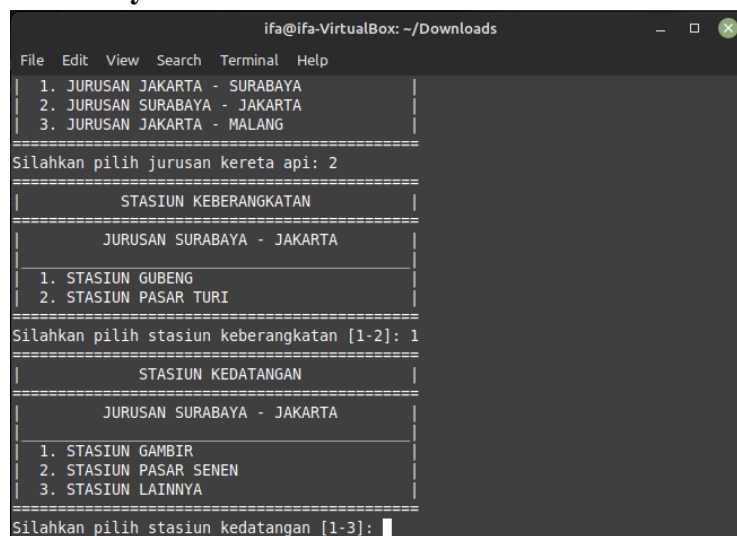 ifa@ifa-VirtualBox: ~/Downloads
File Edit View Search Terminal Help
| 1. JURUSAN JAKARTA - SURABAYA |
| 2. JURUSAN SURABAYA - JAKARTA |
| 3. JURUSAN JAKARTA - MALANG |
=============================================
Silahkan pilih jurusan kereta api: 2
=============================================
| STASIUN KEBERANGKATAN |
=============================================
| JURUSAN SURABAYA - JAKARTA |
|___________________________________________|
| 1. STASIUN GUBENG |
| 2. STASIUN PASAR TURI |
=============================================
Silahkan pilih stasiun keberangkatan [1-2]: 1
=============================================
| STASIUN KEDATANGAN |
=============================================
| JURUSAN SURABAYA - JAKARTA |
|___________________________________________|
| 1. STASIUN GAMBIR |
| 2. STASIUN PASAR SENEN |
| 3. STASIUN LAINNYA |
=============================================
Silahkan pilih stasiun kedatangan [1-3]: